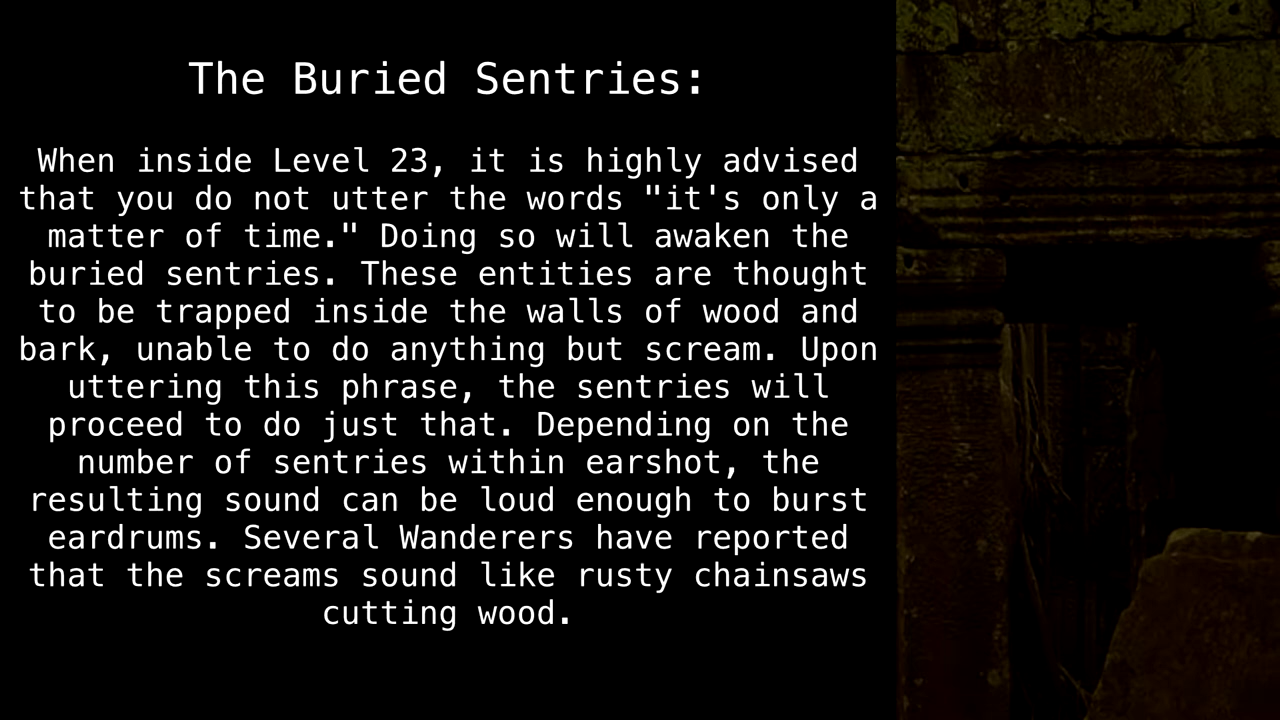 The Buried Sentries:
When inside Level 23, it is highly advised
that you do not utter the words "it's only a
matter of time." Doing so will awaken the
buried sentries. These entities are thought
to be trapped inside the walls of wood and
bark, unable to do anything but scream. Upon
uttering this phrase, the sentries will
proceed to do just that. Depending on the
number of sentries within earshot, the
resulting sound can be loud enough to burst
eardrums. Several Wanderers have reported
that the screams sound like rusty chainsaws
cutting wood.